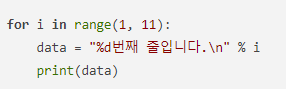 for i in range(1, 11):
    data = "%d번째 줄입니다.\n" % i
    print(data)